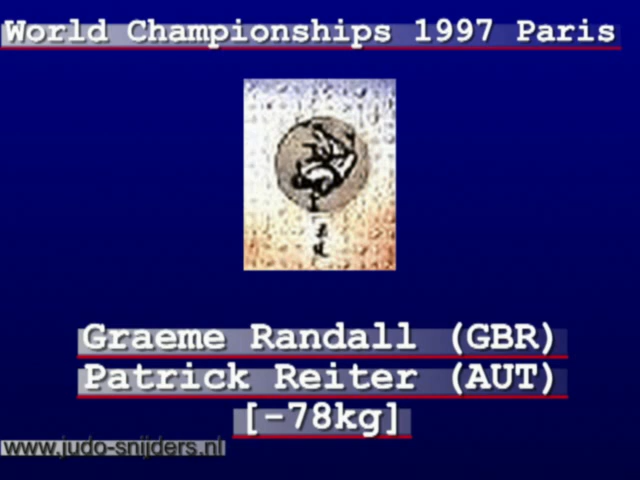 World Championships 1997 Paris
Graeme Randall (GBR)
Patrick Reiter (AUT)
[-78kg]
www.judo-snijders.nl